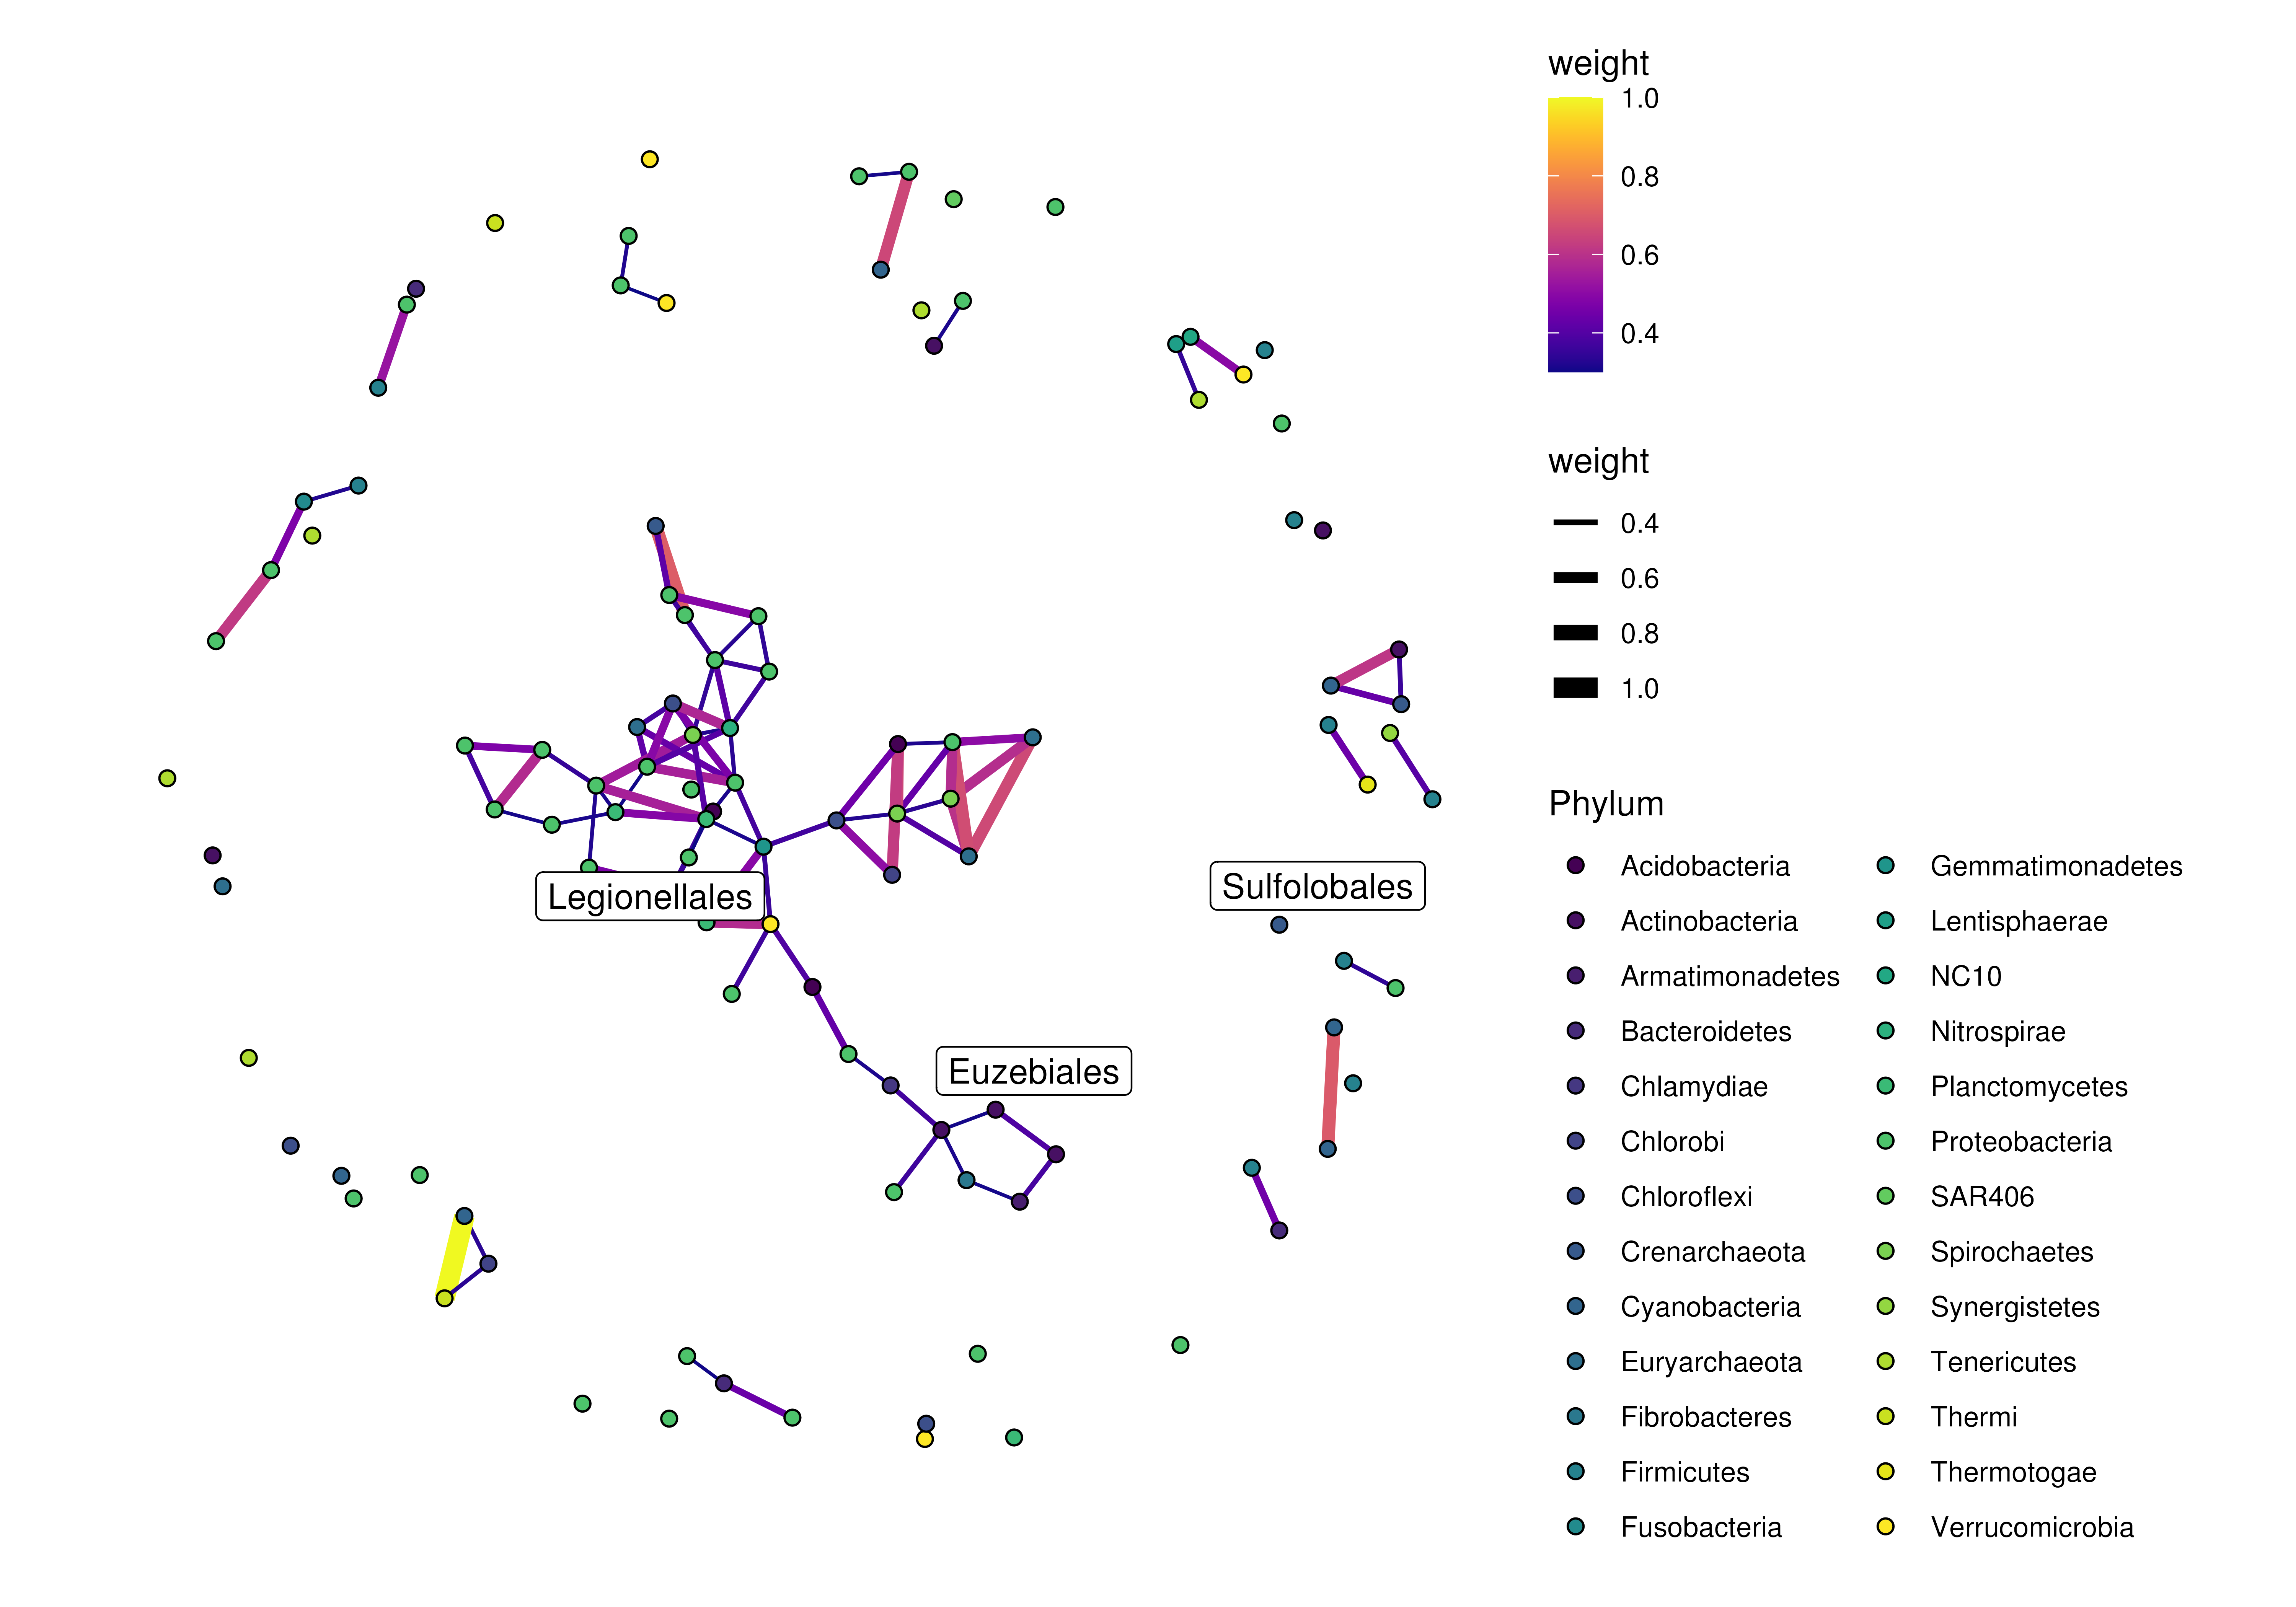 Legionellales
Sulfolobales
Euzebiales
weight
1.0
0.8
0.6
0.4
weight
0.4
0.6
0.8
1.0
Phylum
Acidobacteria
Actinobacteria
Armatimonadetes
Bacteroidetes
Chlamydiae
Chlorobi
Chloroflexi
Crenarchaeota
Cyanobacteria
Euryarchaeota
Fibrobacteres
Firmicutes
Fusobacteria
Gemmatimonadetes
Lentisphaerae
NC10
Nitrospirae
Planctomycetes
Proteobacteria
SAR406
Spirochaetes
Synergistetes
Tenericutes
Thermi
Thermotogae
Verrucomicrobia